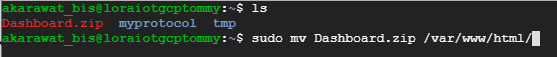 akarawat_bis@loraiotgcptommy:~$ ls
Dashboard.zip myprotocol tmp
akarawat_bis@loraiotgcptommy:~$ sudo mv Dashboard.zip /var/www/html/